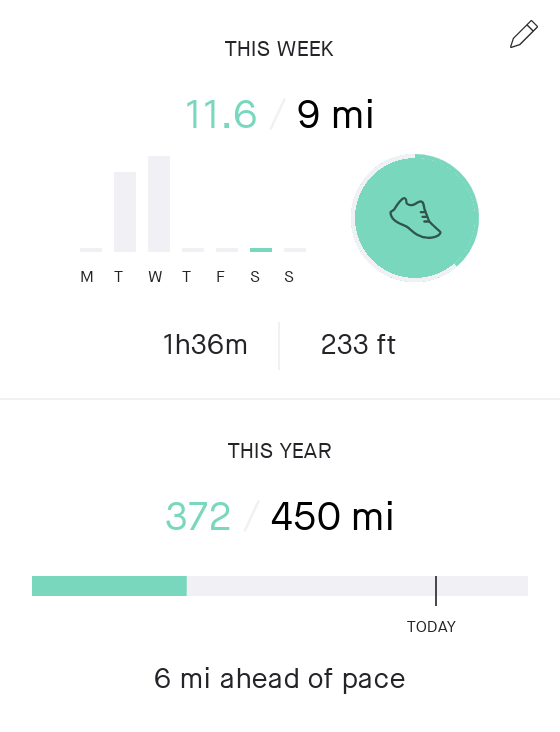 THIS WEEK
11.6 / 9 mi
M T W T F S S
1h36m 233 ft
THIS YEAR
372 / 450 mi
TODAY
6 mi ahead of pace